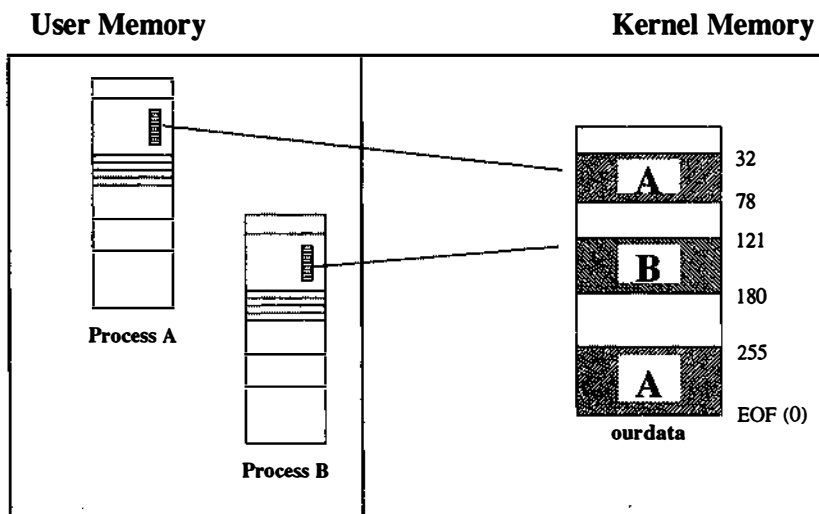 User Memory
Kernel Memory
A
32
78
121
B
180
255
A
EOF (0)
ourdata
Process A
Process B